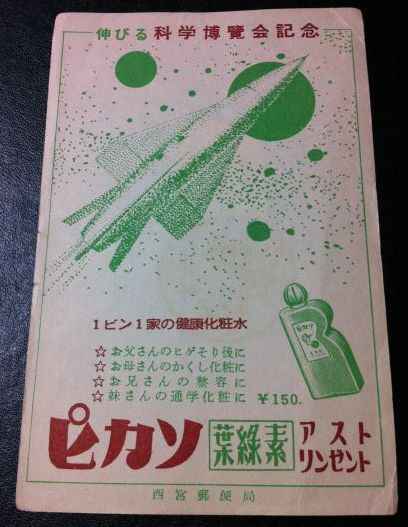 伸びる科学博覧会記念
1ビン1家の健康化粧水
☆お父さんのヒゲそり後に
☆お母さんのかくし化粧に
☆お兄さんの整容に
☆妹さんの通学化粧に ¥150.
ピカソ
ピカソ 葉緑素 アストリンゼント
西宮郵便局